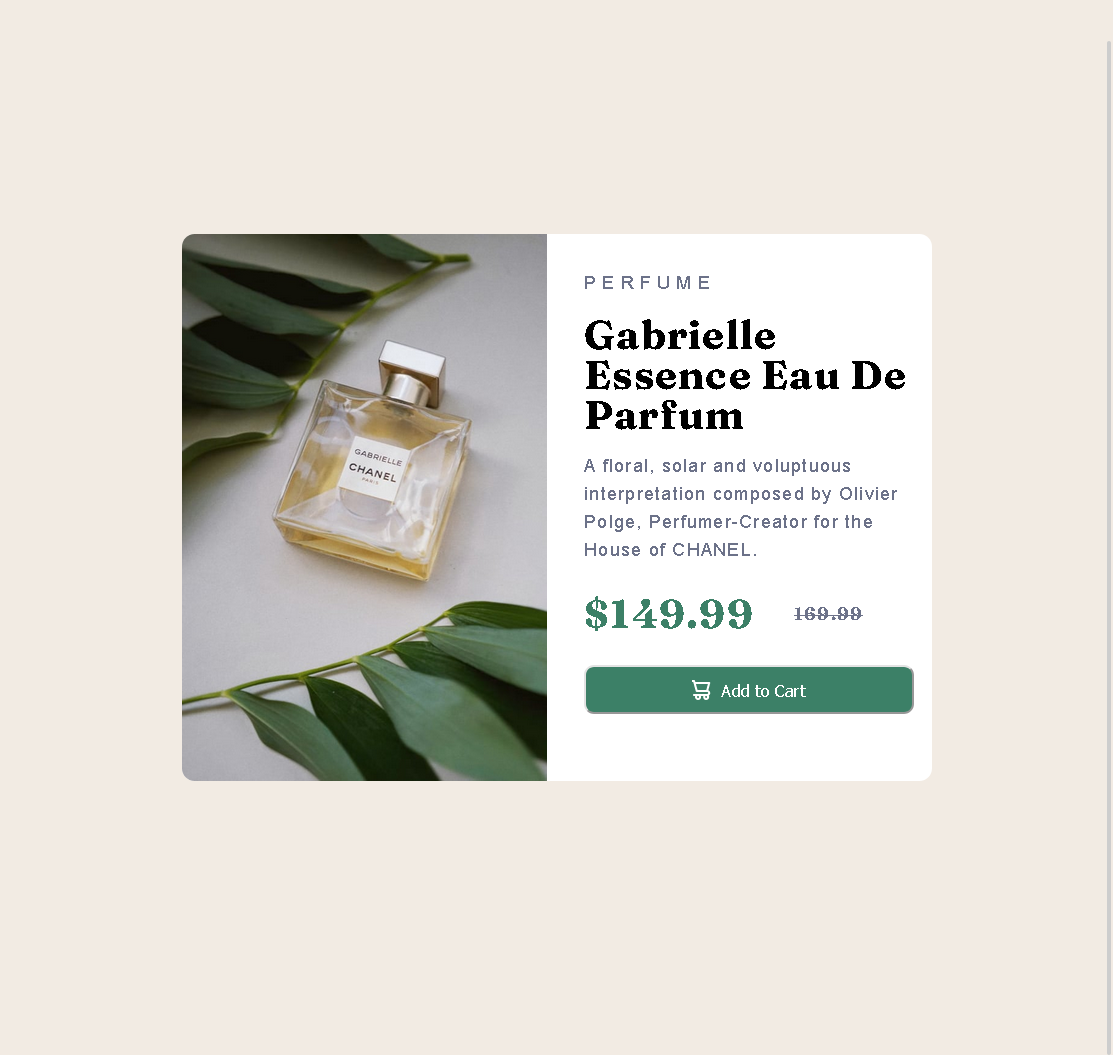 PERFUME
Gabrielle
Essence Eau De
Parfum
A floral, solar and voluptuous
interpretation composed by Olivier
Polge, Perfumer-Creator for the
House of CHANEL.
$149.99 169.99
Add to Cart
GABRIELLE
CHANEL
PARIS